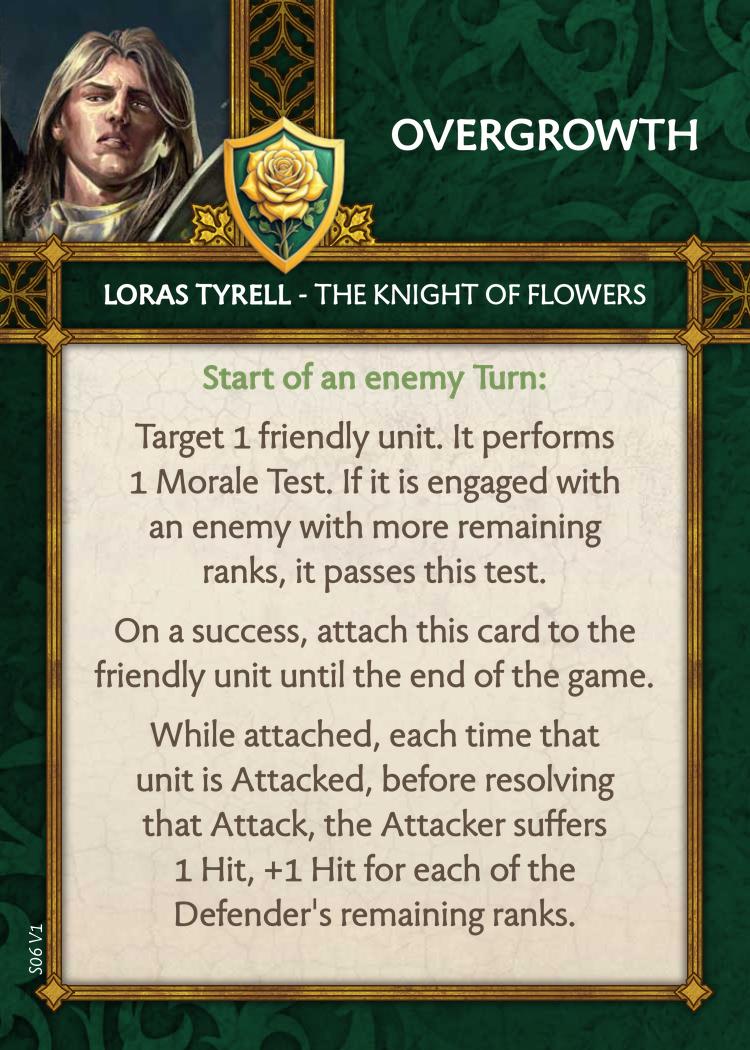 OVERGROWTH
LORAS TYRELL - THE KNIGHT OF FLOWERS
Start of an enemy Turn:
Target 1 friendly unit. It performs
1 Morale Test. If it is engaged with
an enemy with more remaining
ranks, it passes this test.
On a success, attach this card to the
friendly unit until the end of the game.
While attached, each time that
unit is Attacked, before resolving
that Attack, the Attacker suffers
1 Hit, +1 Hit for each of the
Defender's remaining ranks.
S06 V1